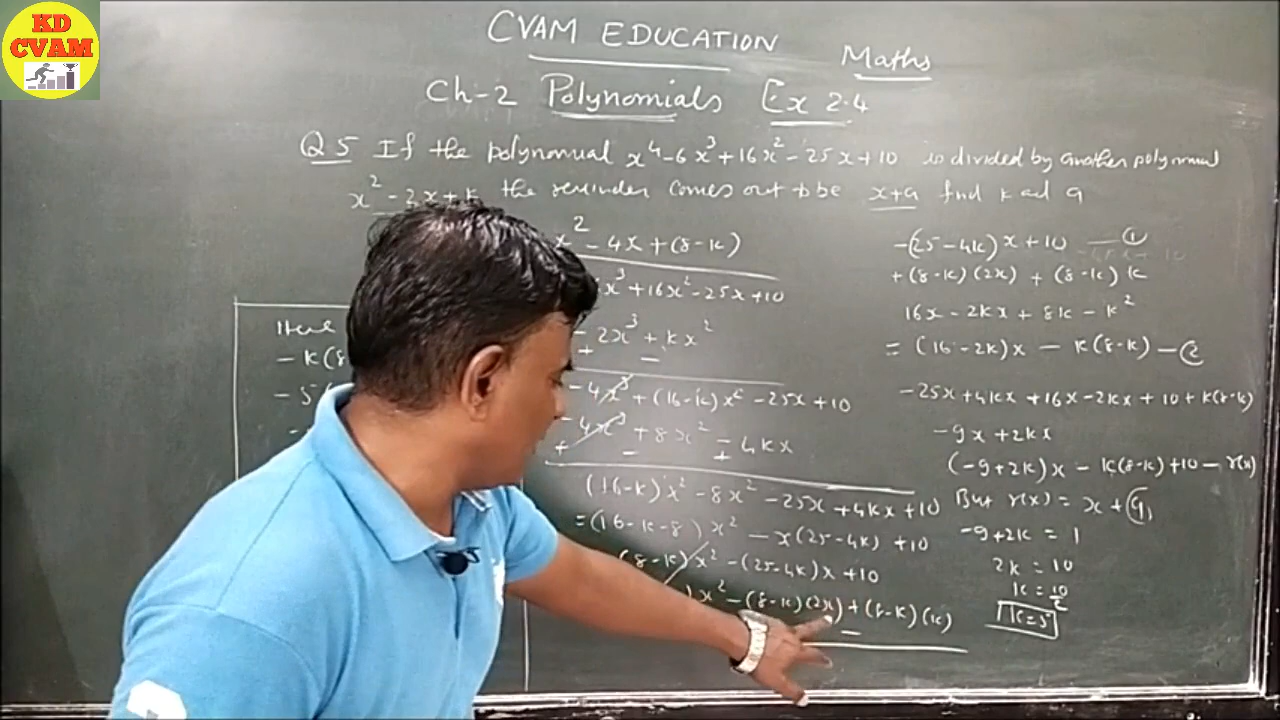 KD
CVAM
CVAM EDUCATION
Maths
Ch-2 Polynomials Ex 2.4
Q5 If the polynomial x⁴-6x³+16x²-25x+10 is divided by another polynomial
x²-2x+k the reminder comes out to be x+a find k ad a
x²-4x+(8-k)
x³+16x²-25x+10
-2x³+kx²
+ -
-4x³+(16-k)x²-25x+10
-4x³+8x²-4kx
+ - +
(16-k)x²-8x²-25x+4kx+10
=(16-k-8)x²-x(25-4k)+10
(8-k)x²-(25-4k)x+10
)x²-(8-k)(2x)+(8-k)(k)
-
Here
-k(8
-5
-(25-4k)x+10 —①
+(8-k)(2x)+(8-k)k
16x-2kx+8k-k²
=(16-2k)x-k(8-k)—②
-25x+4kx+16x-2kx+10+k(8-k)
-9x+2kx
(-9+2k)x-k(8-k)+10-r(x)
But r(x)=x+a,
-9+2k=1
2k=10
k=10/2
k=5